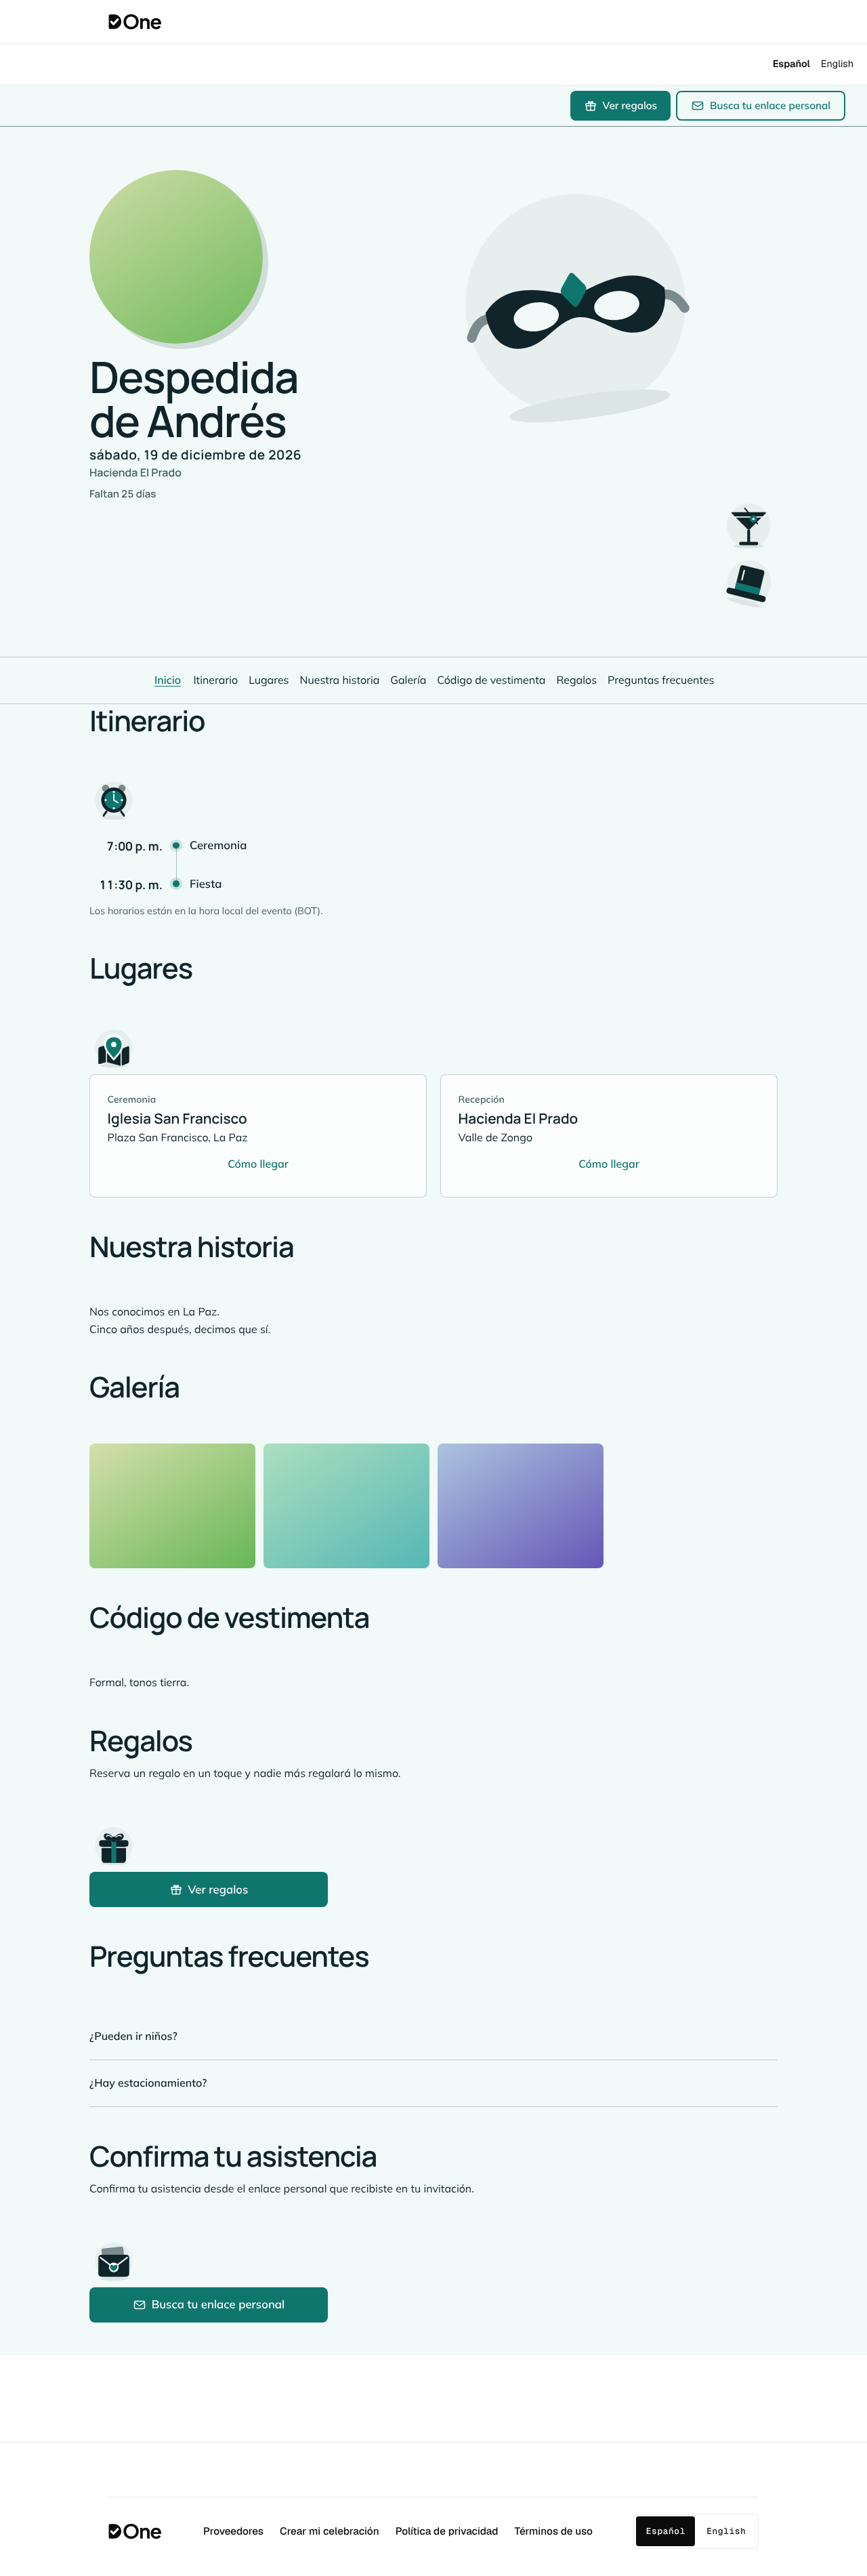 One
Español English
Ver regalos Busca tu enlace personal
Despedida
de Andrés
sábado, 19 de diciembre de 2026
Hacienda El Prado
Faltan 25 días
Inicio Itinerario Lugares Nuestra historia Galería Código de vestimenta Regalos Preguntas frecuentes
Itinerario
7:00 p. m. Ceremonia
11:30 p. m. Fiesta
Los horarios están en la hora local del evento (BOT).
Lugares
Ceremonia
Iglesia San Francisco
Plaza San Francisco, La Paz
Cómo llegar
Recepción
Hacienda El Prado
Valle de Zongo
Cómo llegar
Nuestra historia
Nos conocimos en La Paz.
Cinco años después, decimos que sí.
Galería
Código de vestimenta
Formal, tonos tierra.
Regalos
Reserva un regalo en un toque y nadie más regalará lo mismo.
Ver regalos
Preguntas frecuentes
¿Pueden ir niños?
¿Hay estacionamiento?
Confirma tu asistencia
Confirma tu asistencia desde el enlace personal que recibiste en tu invitación.
Busca tu enlace personal
One Proveedores Crear mi celebración Política de privacidad Términos de uso Español English